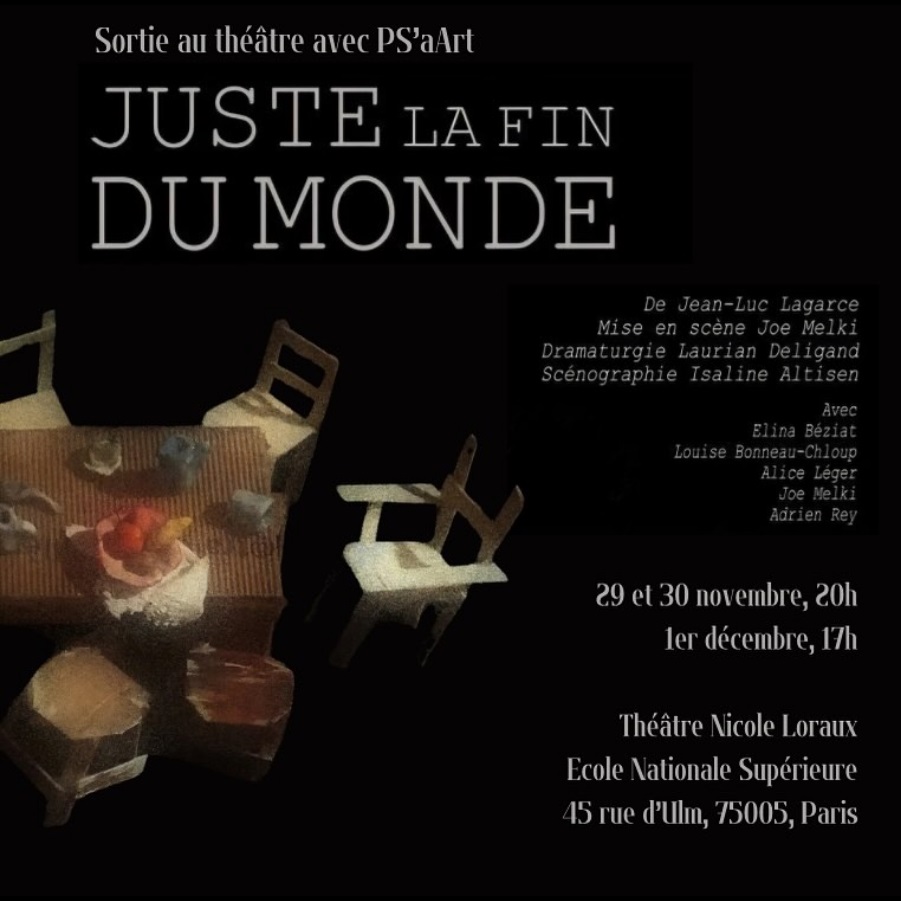 Sortie au théâtre avec PS'aArt
JUSTE LA FIN
DU MONDE
De Jean-Luc Lagarce
Mise en scène Joe Melki
Dramaturgie Laurian Deligand
Scénographie Isaline Altisen
Avec
Elina Béziat
Louise Bonneau-Chloup
Alice Léger
Joe Melki
Adrien Rey
29 et 30 novembre, 20h
1er décembre, 17h
Théâtre Nicole Loraux
Ecole Nationale Supérieure
45 rue d'Ulm, 75005, Paris